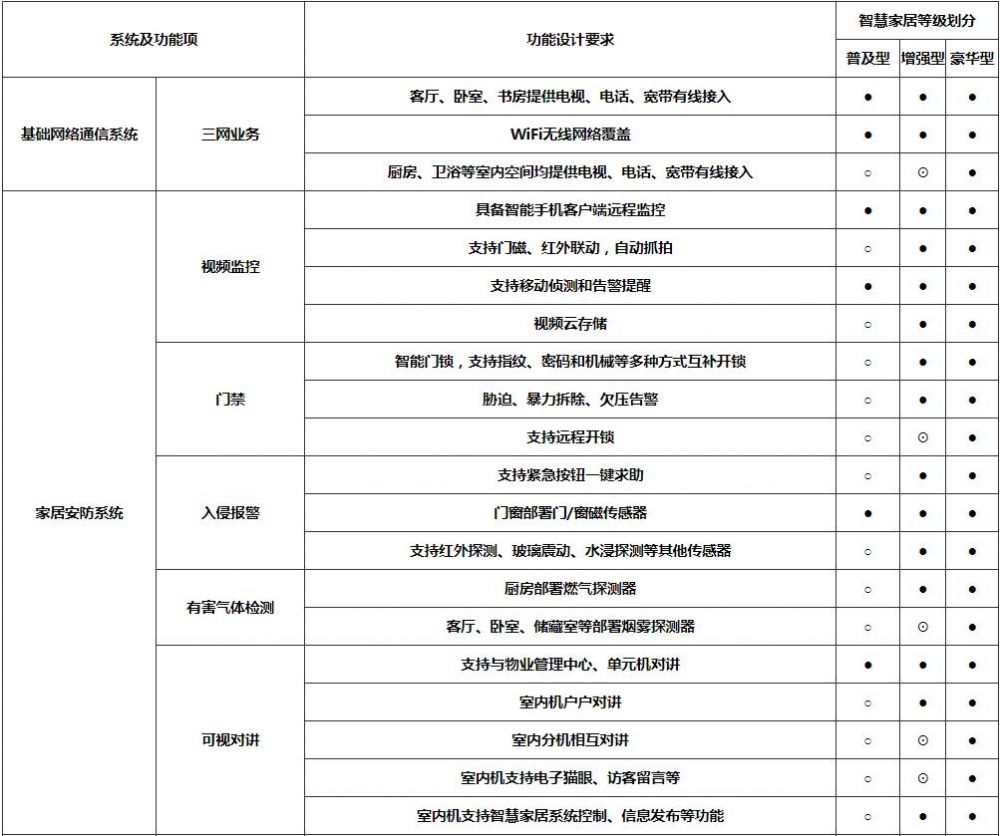 系统及功能项 功能设计要求 智慧家居等级划分
普及型 增强型 豪华型
基础网络通信系统 三网业务 客厅、卧室、书房提供电视、电话、宽带有线接入 ● ● ●
WiFi无线网络覆盖 ● ● ●
厨房、卫浴等室内空间均提供电视、电话、宽带有线接入 ○ ⊙ ●
家居安防系统 视频监控 具备智能手机客户端远程监控 ● ● ●
支持门磁、红外联动，自动抓拍 ○ ● ●
支持移动侦测和告警提醒 ● ● ●
视频云存储 ○ ● ●
门禁 智能门锁，支持指纹、密码和机械等多种方式互补开锁 ○ ● ●
胁迫、暴力拆除、欠压告警 ○ ● ●
支持远程开锁 ○ ⊙ ●
入侵报警 支持紧急按钮一键求助 ○ ● ●
门窗部署门/窗磁传感器 ● ● ●
支持红外探测、玻璃震动、水浸探测等其他传感器 ○ ● ●
有害气体检测 厨房部署燃气探测器 ○ ● ●
客厅、卧室、储藏室等部署烟雾探测器 ○ ⊙ ●
可视对讲 支持与物业管理中心、单元机对讲 ● ● ●
室内机户户对讲 ○ ● ●
室内分机相互对讲 ○ ⊙ ●
室内机支持电子猫眼、访客留言等 ○ ⊙ ●
室内机支持智慧家居系统控制、信息发布等功能 ○ ● ●